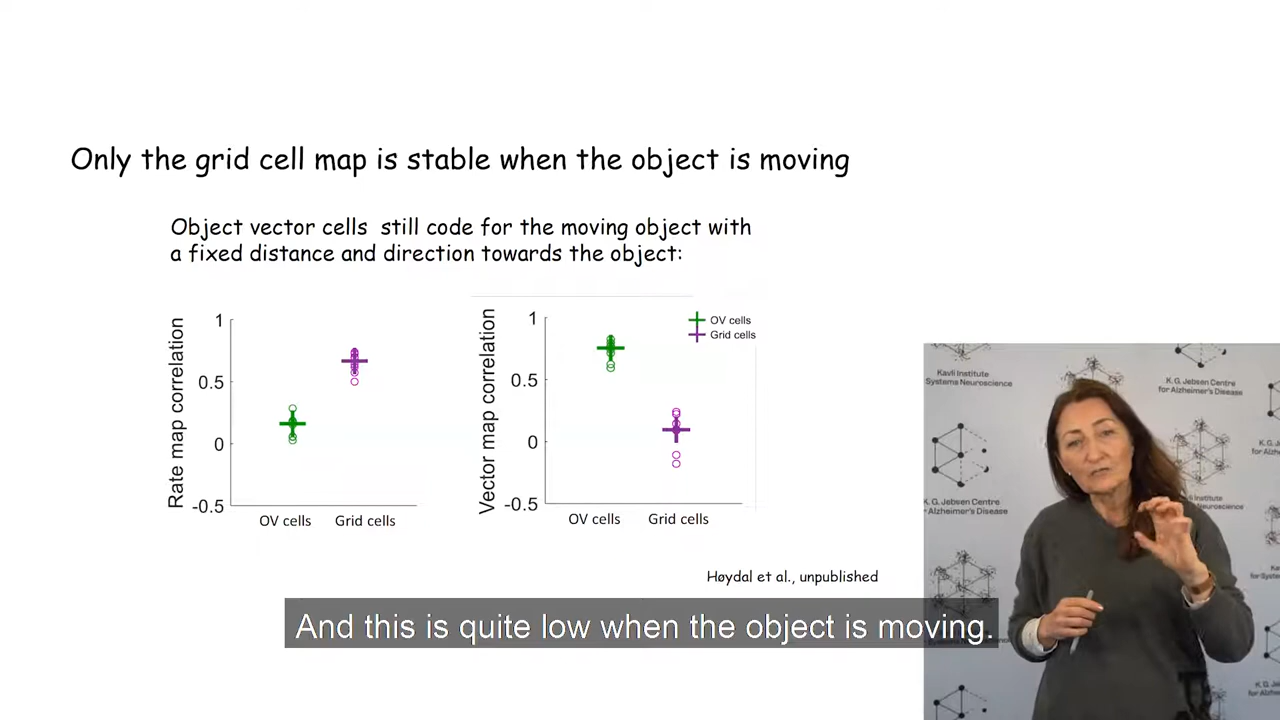 Only the grid cell map is stable when the object is moving
Object vector cells still code for the moving object with
a fixed distance and direction towards the object:
Rate map correlation
1
0.5
0
-0.5
OV cells
Grid cells
Vector map correlation
1
0.5
0
-0.5
OV cells
Grid cells
OV cells
Grid cells
Høydal et al., unpublished
And this is quite low when the object is moving.
Kavli Institute
Systems Neuroscience
K. G. Jebsen Centre
for Alzheimer's Disease
K. G. Jebsen Centre
Alzheimer's Disease
Kavli Institute